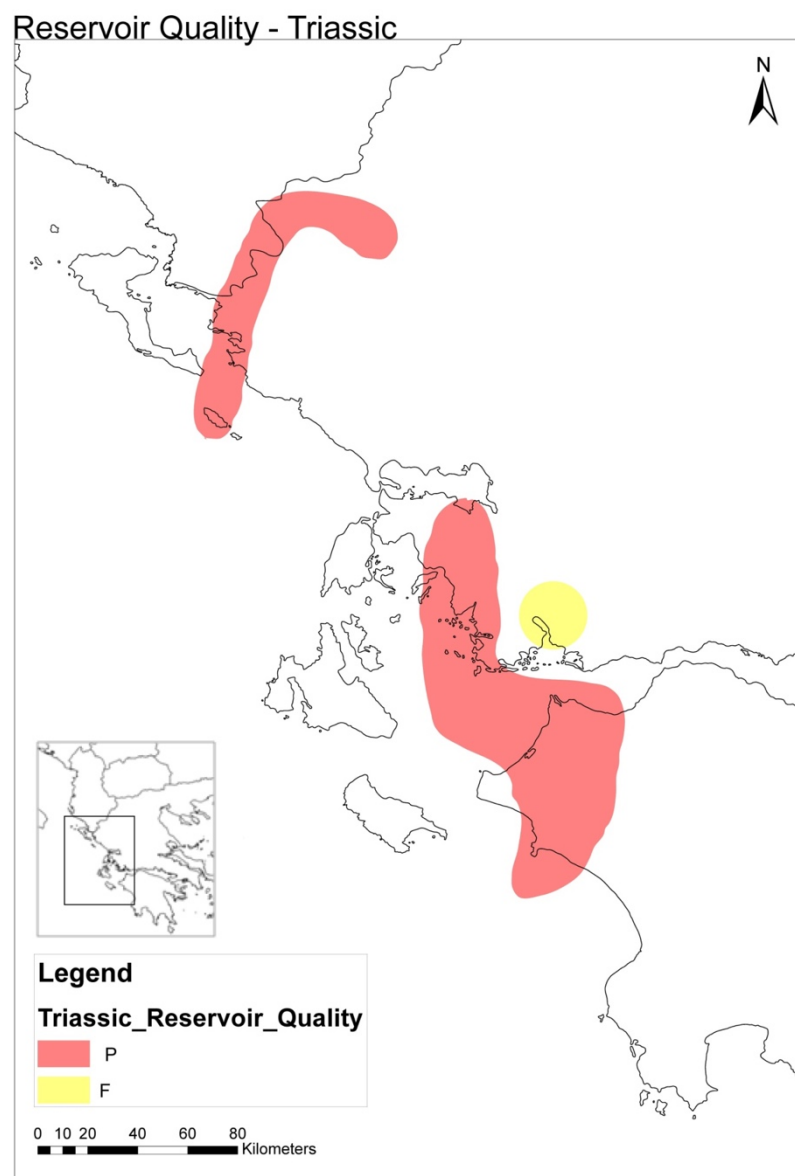 Reservoir Quality - Triassic
N
Legend
Triassic_Reservoir_Quality
P
F
0 10 20 40 60 80
Kilometers